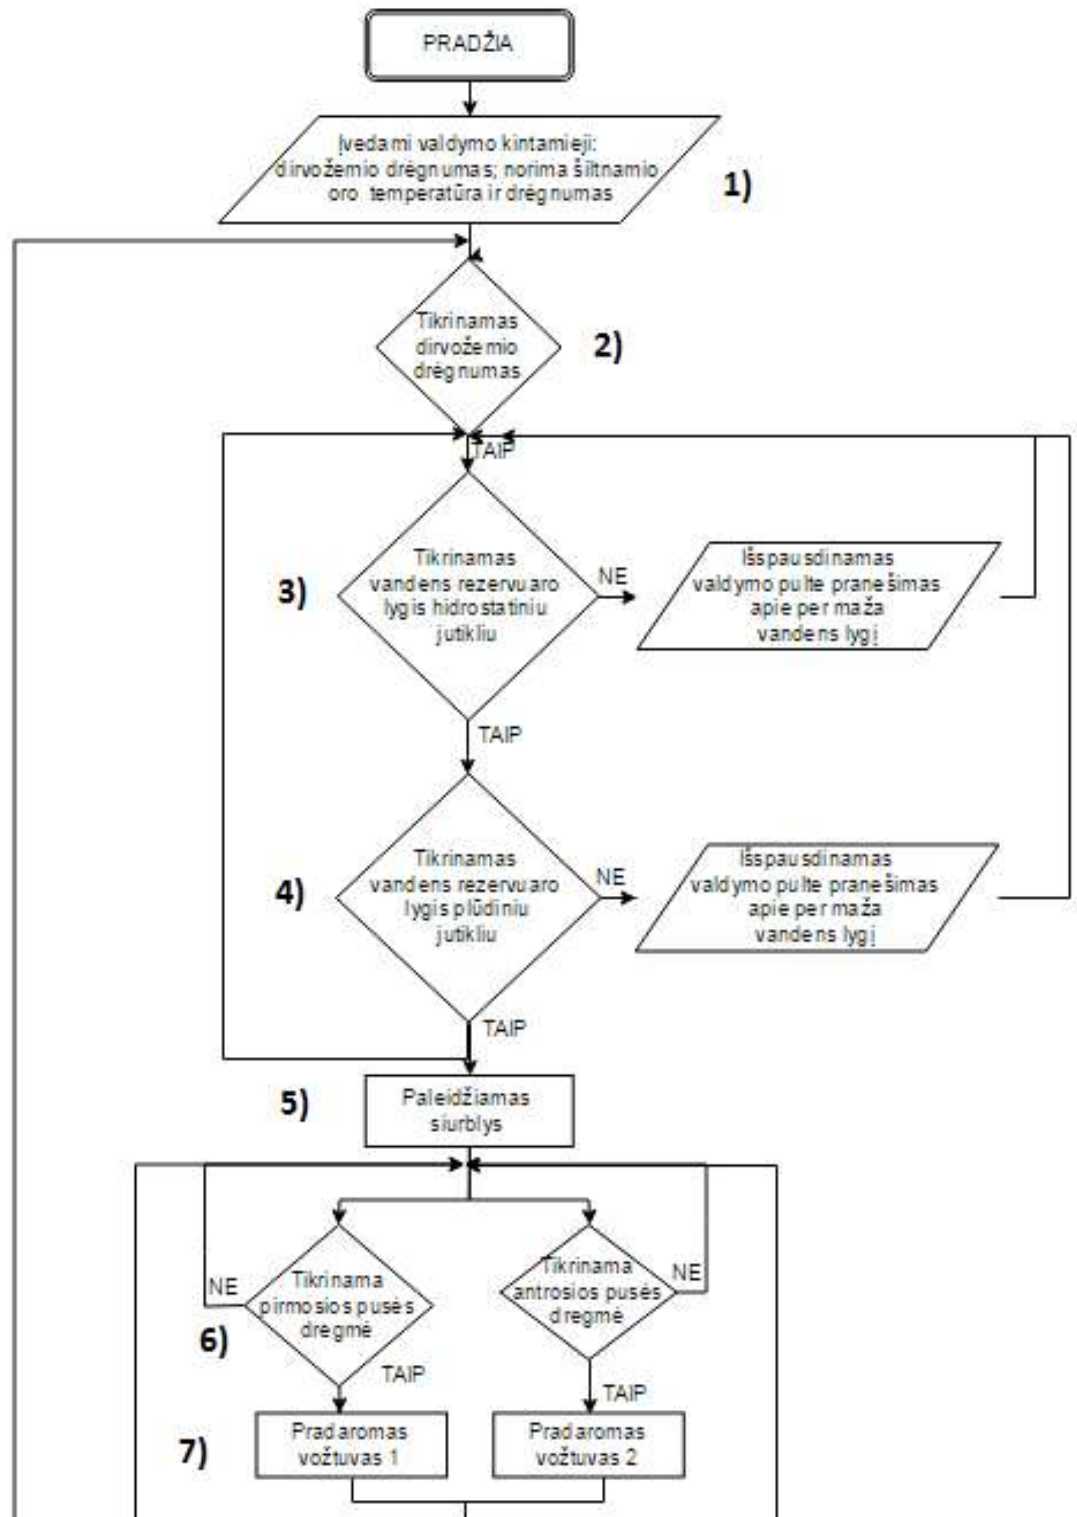 PRADŽIA
Įvedami valdymo kintamieji:
dirvožemio drėgnumas; norima šiltnamio
oro temperatūra ir drėgnumas
1)
Tikrinamas
dirvožemio
drėgnumas
2)
TAIP
3)
Tikrinamas
vandens rezervuaro
lygis hidrostatiniu
jutikliu
NE
Išspausdinamas
valdymo pulte pranešimas
apie per maža
vandens lygį
TAIP
4)
Tikrinamas
vandens rezervuaro
lygis plūdiniu
jutikliu
NE
Išspausdinamas
valdymo pulte pranešimas
apie per maža
vandens lygį
TAIP
5)
Paleidžiamas
siurblys
NE
Tikrinama
pirmosios pusės
dregmė
6)
TAIP
Tikrinama
antrosios pusės
dregmė
NE
TAIP
7)
Pradaromas
vožtuvas 1
Pradaromas
vožtuvas 2